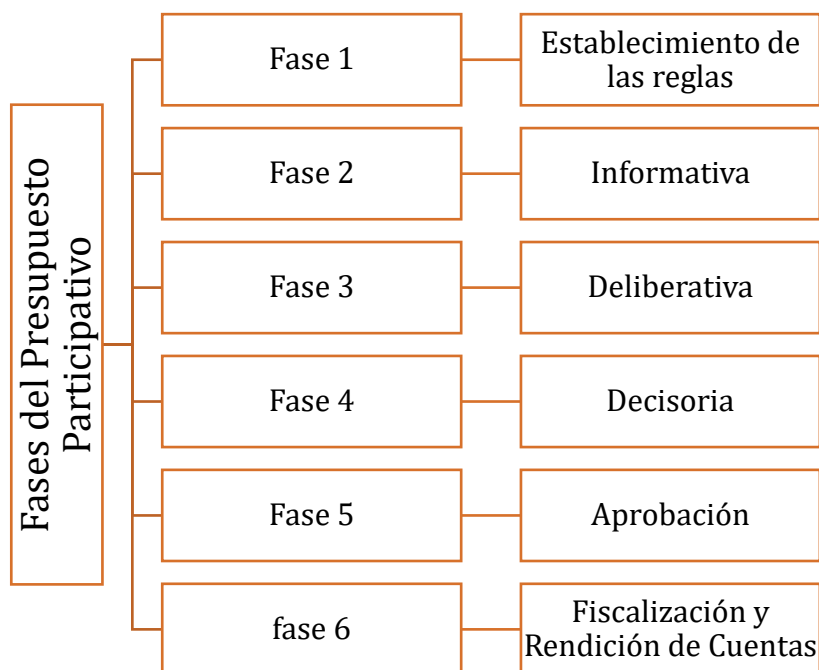 Fases del Presupuesto
Participativo
Fase 1
Establecimiento de
las reglas
Fase 2
Informativa
Fase 3
Deliberativa
Fase 4
Decisoria
Fase 5
Aprobación
fase 6
Fiscalización y
Rendición de Cuentas